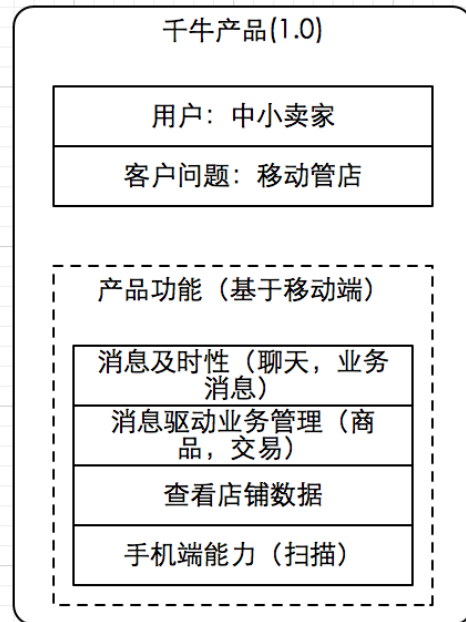 千牛产品(1.0)
用户：中小卖家
客户问题：移动管店
产品功能（基于移动端）
消息及时性（聊天，业务
消息）
消息驱动业务管理（商
品，交易）
查看店铺数据
手机端能力（扫描）